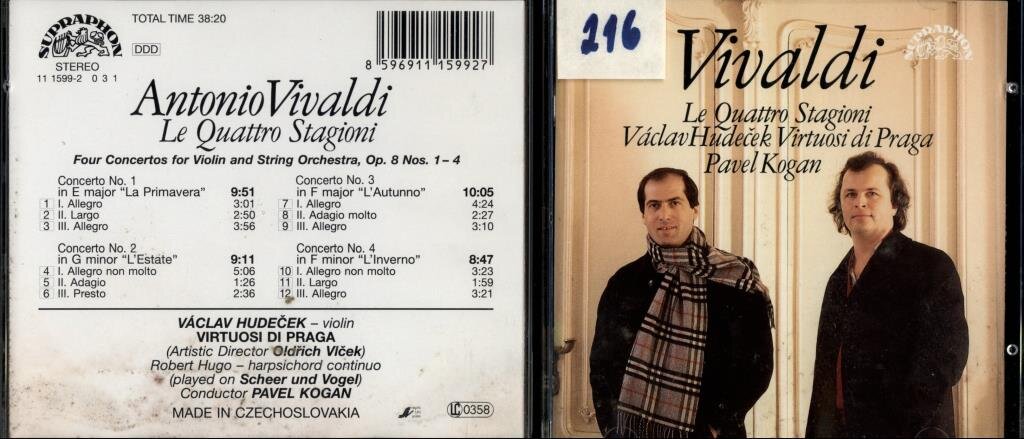 SUPRAPHON
TOTAL TIME 38:20
DDD
STEREO
11 1599-2 031
8 596911 159927
Antonio Vivaldi
Le Quattro Stagioni
Four Concertos for Violin and String Orchestra, Op. 8 Nos. 1–4
Concerto No. 1
in E major “La Primavera” 9:51
1 I. Allegro 3:01
2 II. Largo 2:50
3 III. Allegro 3:56
Concerto No. 2
in G minor “L’Estate” 9:11
4 I. Allegro non molto 5:06
5 II. Adagio 1:26
6 III. Presto 2:36
Concerto No. 3
in F major “L’Autunno” 10:05
7 I. Allegro 4:24
8 II. Adagio molto 2:27
9 III. Allegro 3:10
Concerto No. 4
in F minor “L’Inverno” 8:47
10 I. Allegro non molto 3:23
11 II. Largo 1:59
12 III. Allegro 3:21
VÁCLAV HUDEČEK – violin
VIRTUOSI DI PRAGA
(Artistic Director Oldřich Vlček)
Robert Hugo – harpsichord continuo
(played on Scheer und Vogel)
Conductor PAVEL KOGAN
MADE IN CZECHOSLOVAKIA
LC 0358
216
Vivaldi
SUPRAPHON
Le Quattro Stagioni
Václav Hudeček Virtuosi di Praga
Pavel Kogan